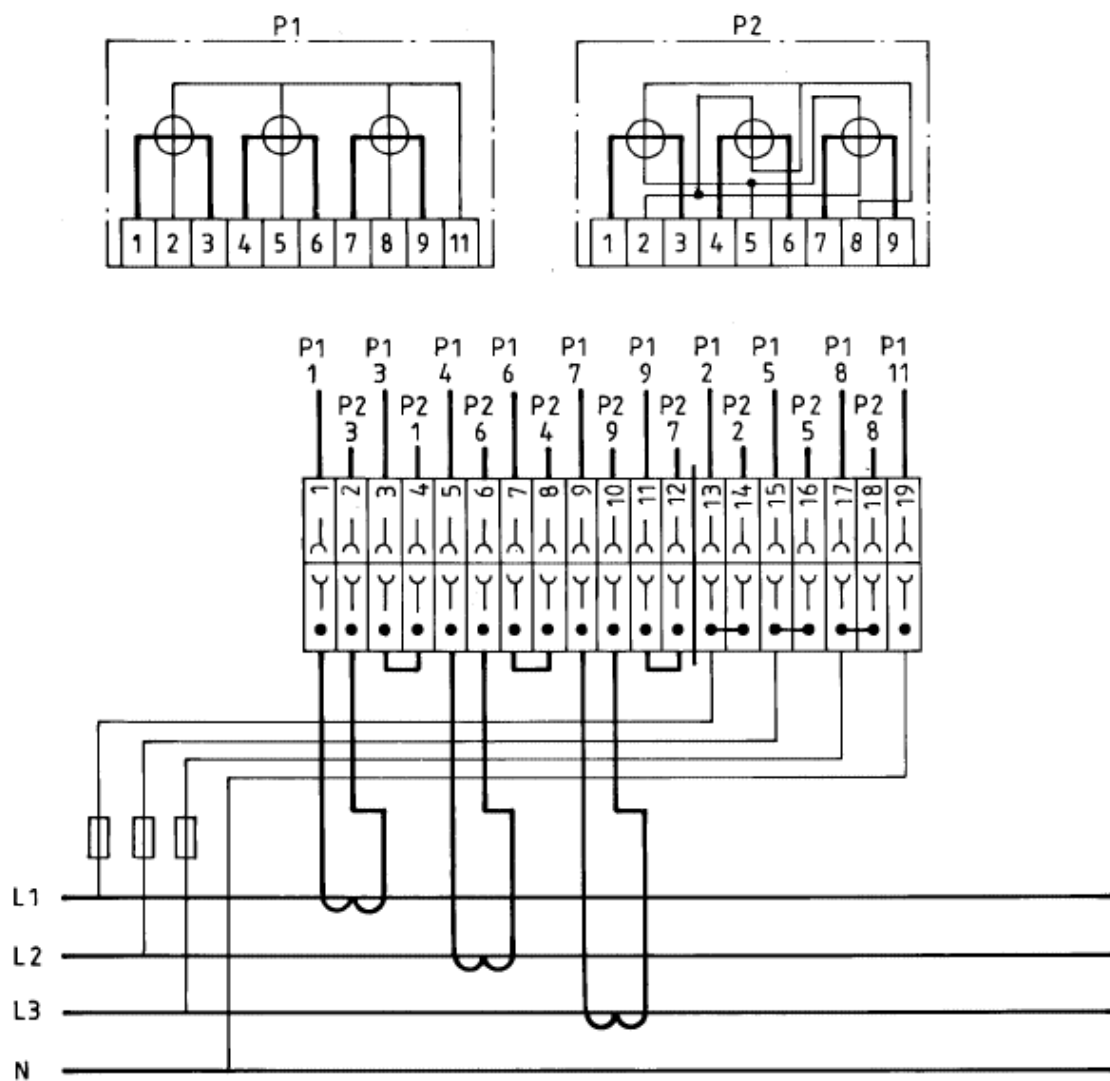 P1 P2
1 2 3 4 5 6 7 8 9 11
1 2 3 4 5 6 7 8 9
P1 P1 P1 P1 P1 P1 P1 P1 P1 P1
1 3 4 6 7 9 2 5 8 11
P2 P2 P2 P2 P2 P2 P2 P2 P2
3 1 6 4 9 7 2 5 8
1 2 3 4 5 6 7 8 9 10 11 12 13 14 15 16 17 18 19
L1
L2
L3
N